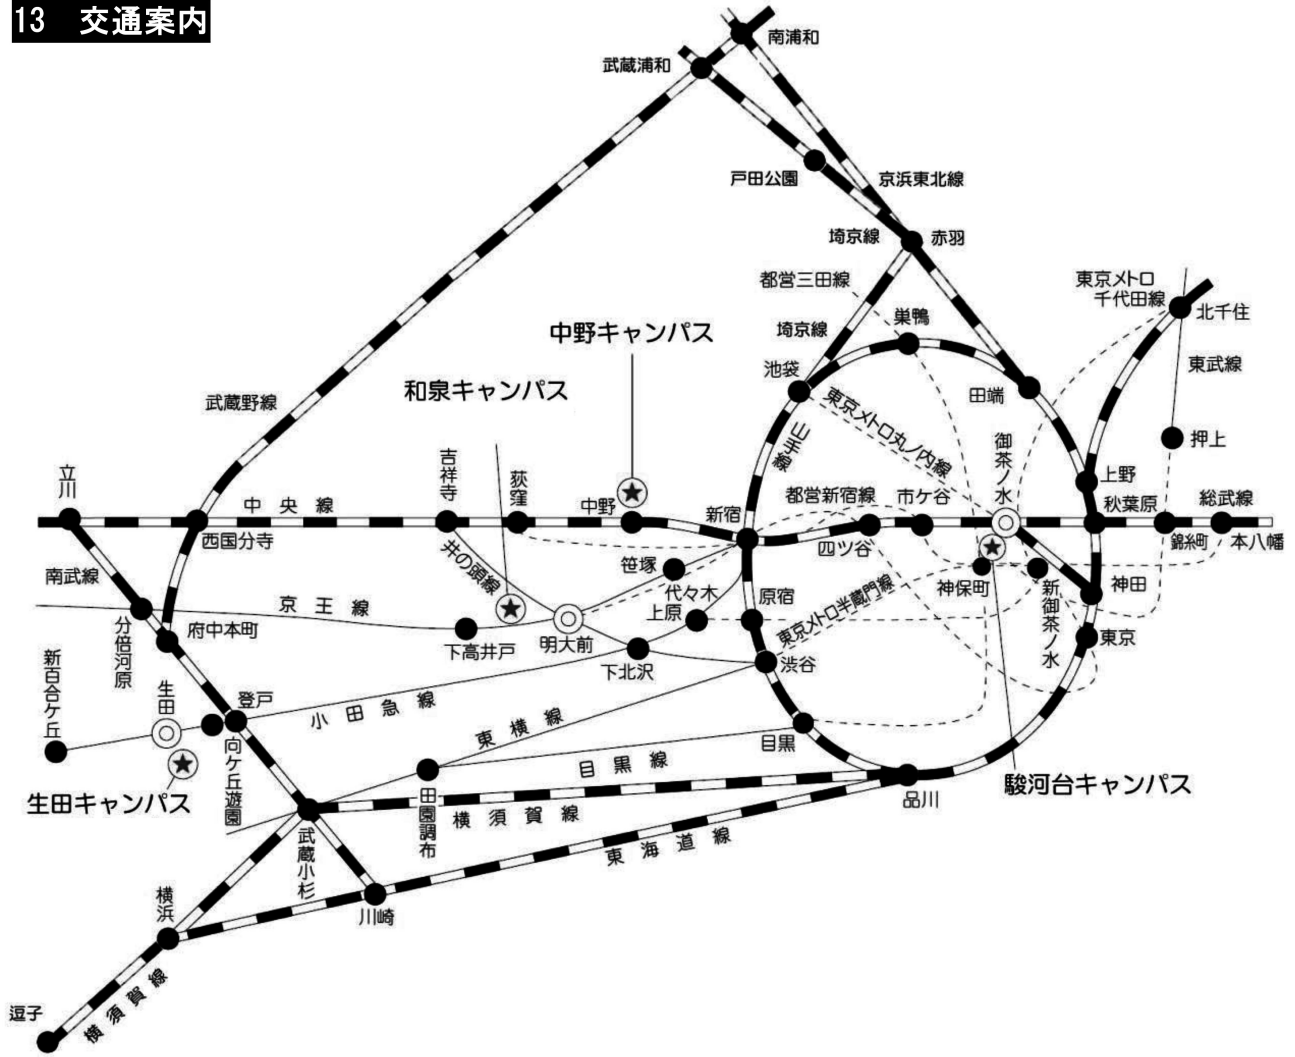 13 交通案内
南浦和
武蔵浦和
戸田公園
京浜東北線
埼京線
赤羽
都営三田線
東京メトロ
千代田線
北千住
中野キャンパス
埼京線
巣鴨
東武線
池袋
和泉キャンパス
田端
武蔵野線
東京メトロ丸ノ内線
山手線
御茶ノ水
押上
立川
吉祥寺
荻窪
上野
中央線
中野
新宿
都営新宿線
市ケ谷
秋葉原
総武線
西国分寺
四ツ谷
錦糸町
本八幡
井の頭線
南武線
笹塚
代々木
上原
神保町
新御茶ノ水
神田
京王線
原宿
東京メトロ半蔵門線
分倍河原
府中本町
下高井戸
明大前
東京
新百合ケ丘
下北沢
渋谷
生田
登戸
小田急線
東横線
向ケ丘遊園
目黒
目黒線
生田キャンパス
駿河台キャンパス
品川
田園調布
横須賀線
武蔵小杉
東海道線
横浜
川崎
逗子
横須賀線